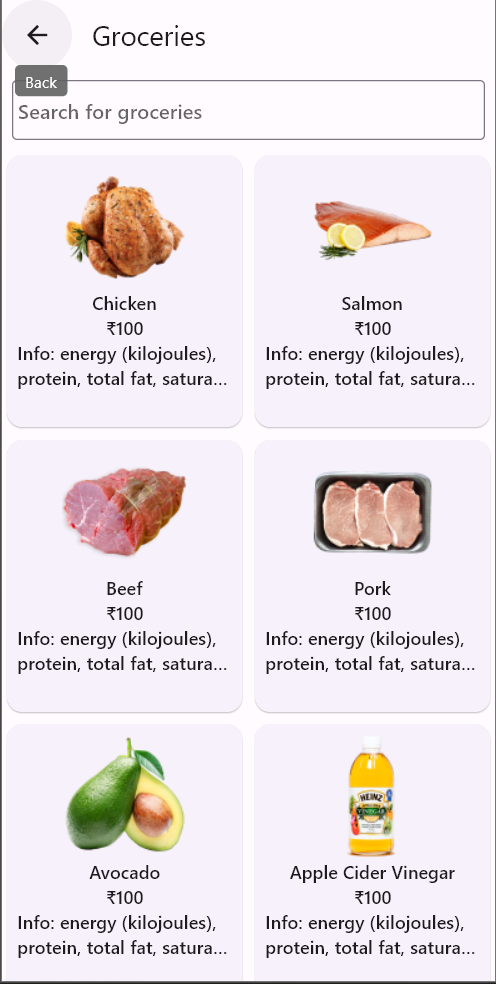 Groceries
Back
Search for groceries
Chicken
₹100
Info: energy (kilojoules),
protein, total fat, satura...
Salmon
₹100
Info: energy (kilojoules),
protein, total fat, satura...
Beef
₹100
Info: energy (kilojoules),
protein, total fat, satura...
Pork
₹100
Info: energy (kilojoules),
protein, total fat, satura...
HEINZ
VINEGAR
Avocado
₹100
Info: energy (kilojoules),
protein, total fat, satura...
Apple Cider Vinegar
₹100
Info: energy (kilojoules),
protein, total fat, satura...